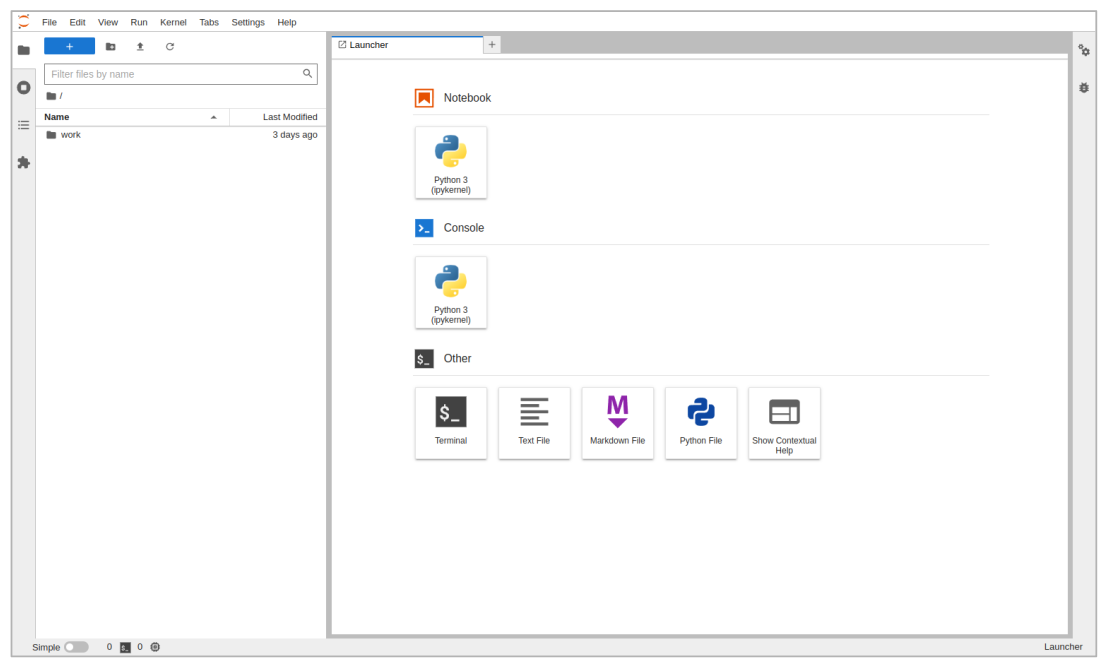 File Edit View Run Kernel Tabs Settings Help
+
Filter files by name
/
Name Last Modified
work 3 days ago
Launcher +
Notebook
Python 3
(ipykernel)
>_ Console
Python 3
(ipykernel)
$_ Other
$_
Terminal
Text File
M
Markdown File
Python File
Show Contextual
Help
Simple 0 $_ 0 Launcher